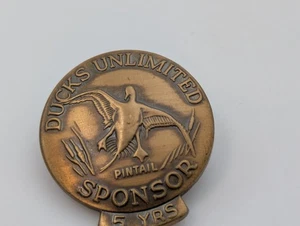 DUCKS UNLIMITED
PINTAIL
SPONSOR
5 YRS